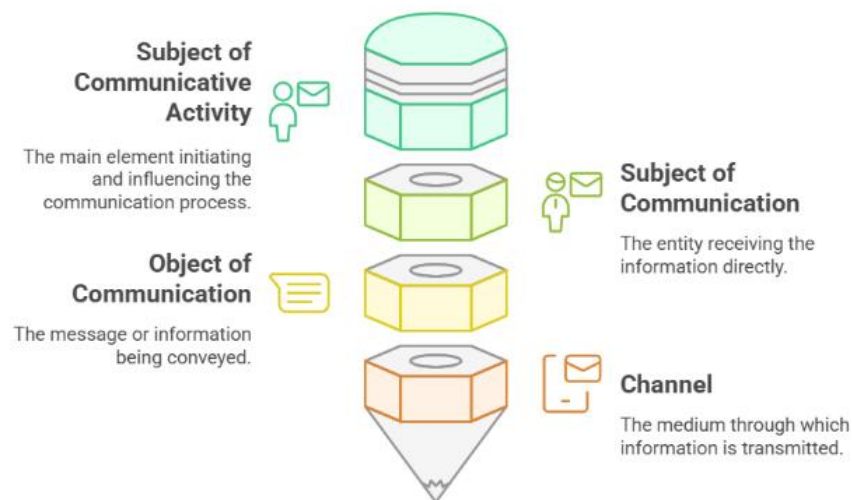 Subject of
Communicative
Activity
The main element initiating
and influencing the
communication process.
Subject of
Communication
The entity receiving the
information directly.
Object of
Communication
The message or information
being conveyed.
Channel
The medium through which
information is transmitted.